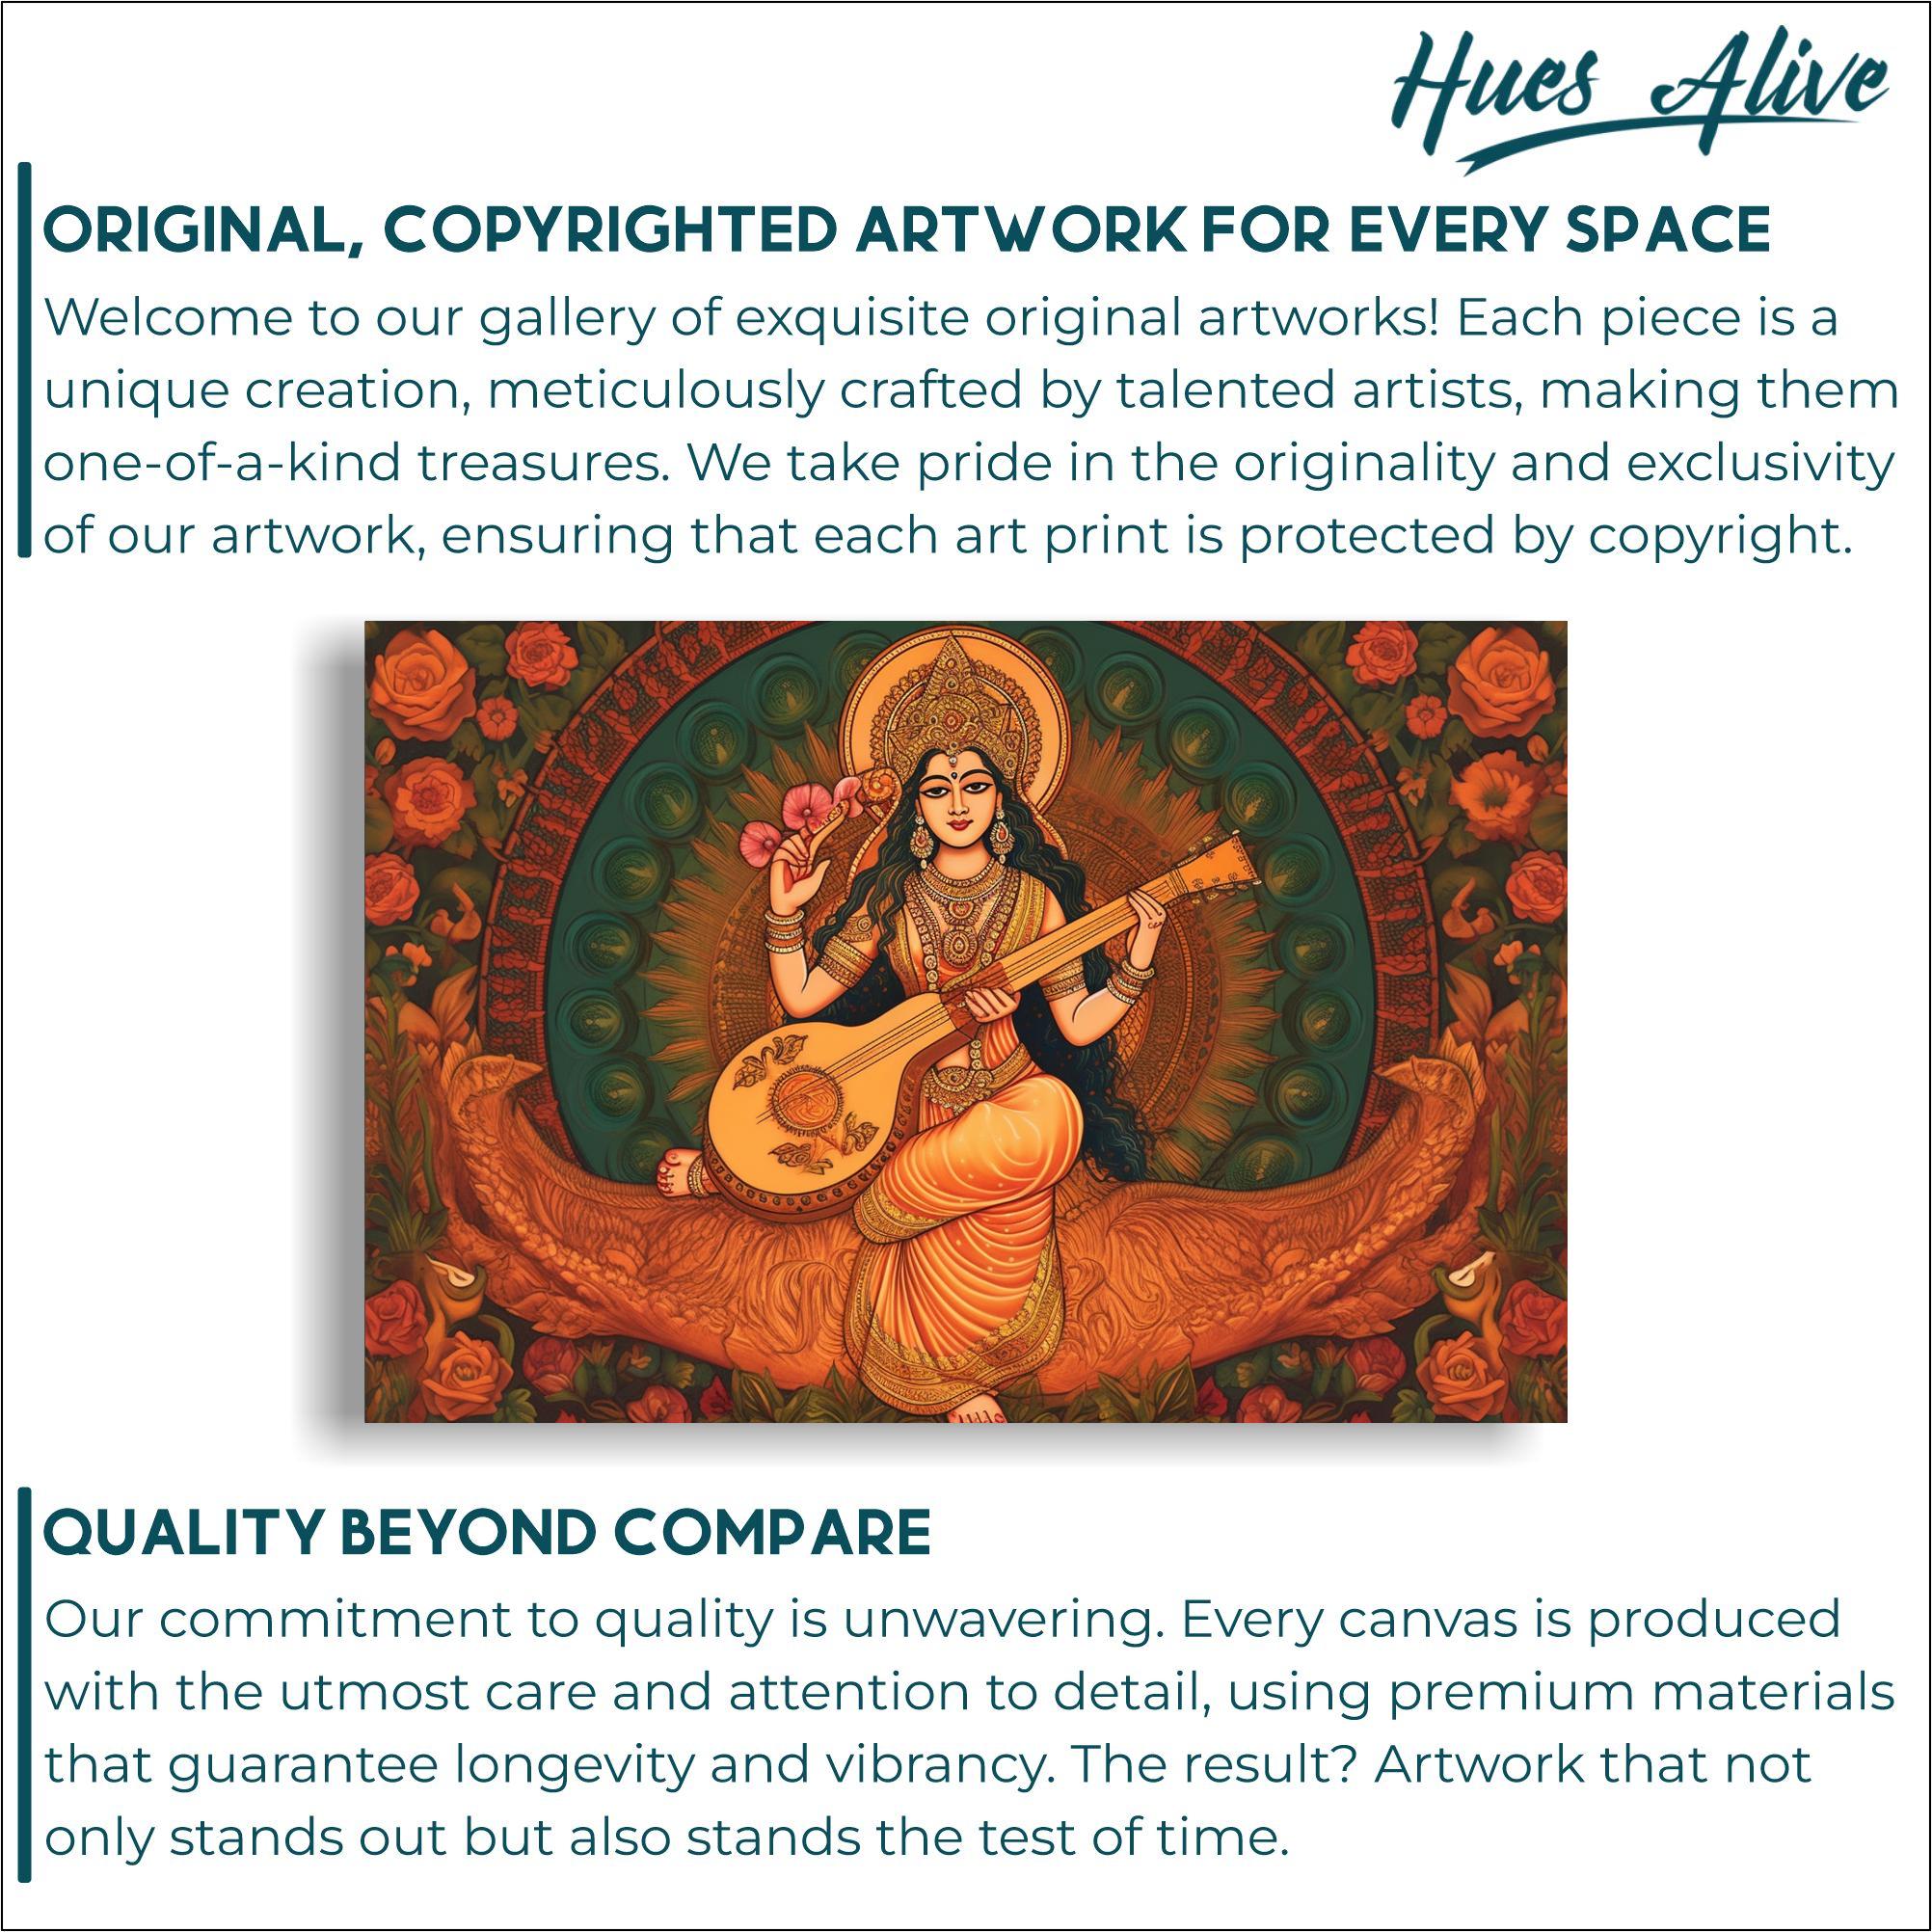 Hues Alive
ORIGINAL, COPYRIGHTED ARTWORK FOR EVERY SPACE
Welcome to our gallery of exquisite original artworks! Each piece is a
unique creation, meticulously crafted by talented artists, making them
one-of-a-kind treasures. We take pride in the originality and exclusivity
of our artwork, ensuring that each art print is protected by copyright.
QUALITY BEYOND COMPARE
Our commitment to quality is unwavering. Every canvas is produced
with the utmost care and attention to detail, using premium materials
that guarantee longevity and vibrancy. The result? Artwork that not
only stands out but also stands the test of time.